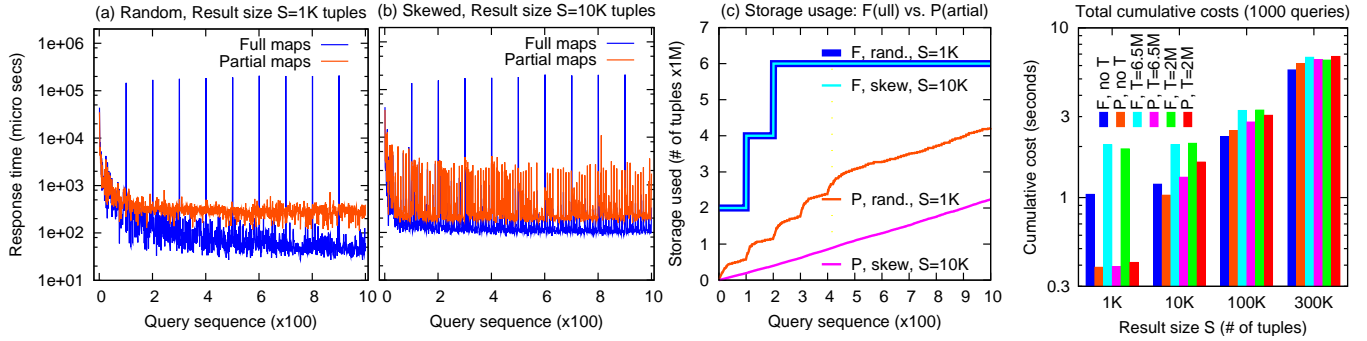 (a) Random, Result size S=1K tuples
Response time (micro secs)
1e+06
1e+05
1e+04
1e+03
1e+02
1e+01
Full maps
Partial maps
0 2 4 6 8 10
Query sequence (x100)
(b) Skewed, Result size S=10K tuples
Full maps
Partial maps
0 2 4 6 8 10
Query sequence (x100)
(c) Storage usage: F(ull) vs. P(artial)
Storage used (# of tuples x1M)
7
6
5
4
3
2
1
0
F, rand., S=1K
F, skew, S=10K
P, rand., S=1K
P, skew, S=10K
0 1 2 3 4 5 6 7 8 9 10
Query sequence (x100)
Total cumulative costs (1000 queries)
Cumulative cost (seconds)
10
3
1
0.3
F, no T
P, no T
F, T=6.5M
P, T=6.5M
F, T=2M
P, T=2M
1K 10K 100K 300K
Result size S (# of tuples)